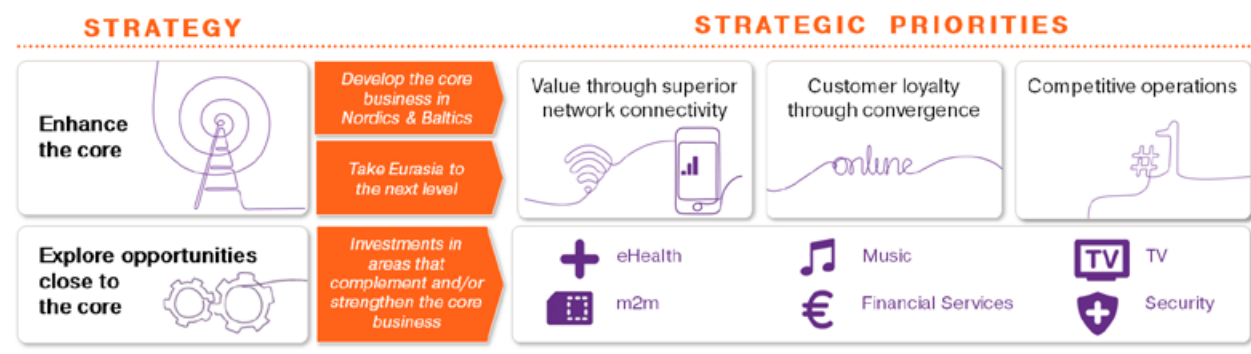 STRATEGY
STRATEGIC PRIORITIES
Enhance
the core
Develop the core
business in
Nordics & Baltics
Take Eurasia to
the next level
Value through superior
network connectivity
Customer loyalty
through convergence
online
Competitive operations
#1
Explore opportunities
close to
the core
Investments in
areas that
complement and/or
strengthen the core
business
eHealth
Music
TV
TV
m2m
€
Financial Services
Security